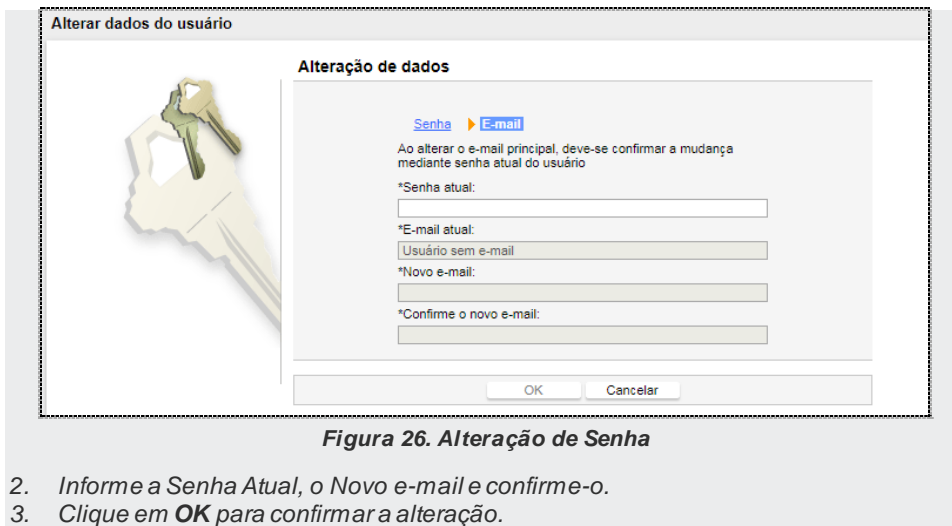 Alterar dados do usuário
Alteração de dados
Senha E-mail
Ao alterar o e-mail principal, deve-se confirmar a mudança
mediante senha atual do usuário
*Senha atual:
*E-mail atual:
Usuário sem e-mail
*Novo e-mail:
*Confirme o novo e-mail:
OK Cancelar
Figura 26. Alteração de Senha
2. Informe a Senha Atual, o Novo e-mail e confirme-o.
3. Clique em OK para confirmar a alteração.